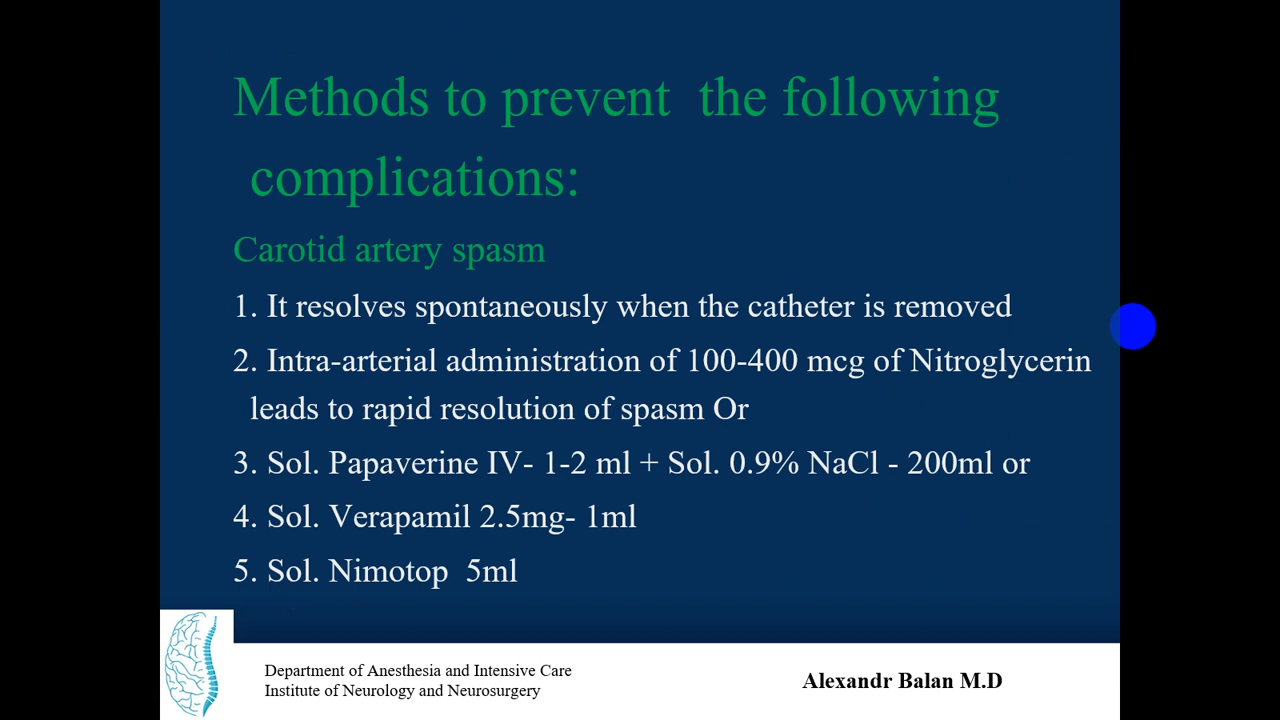 Methods to prevent the following
complications:
Carotid artery spasm
1. It resolves spontaneously when the catheter is removed
2. Intra-arterial administration of 100-400 mcg of Nitroglycerin
leads to rapid resolution of spasm Or
3. Sol. Papaverine IV- 1-2 ml + Sol. 0.9% NaCl - 200ml or
4. Sol. Verapamil 2.5mg- 1ml
5. Sol. Nimotop 5ml
Department of Anesthesia and Intensive Care
Institute of Neurology and Neurosurgery
Alexandr Balan M.D